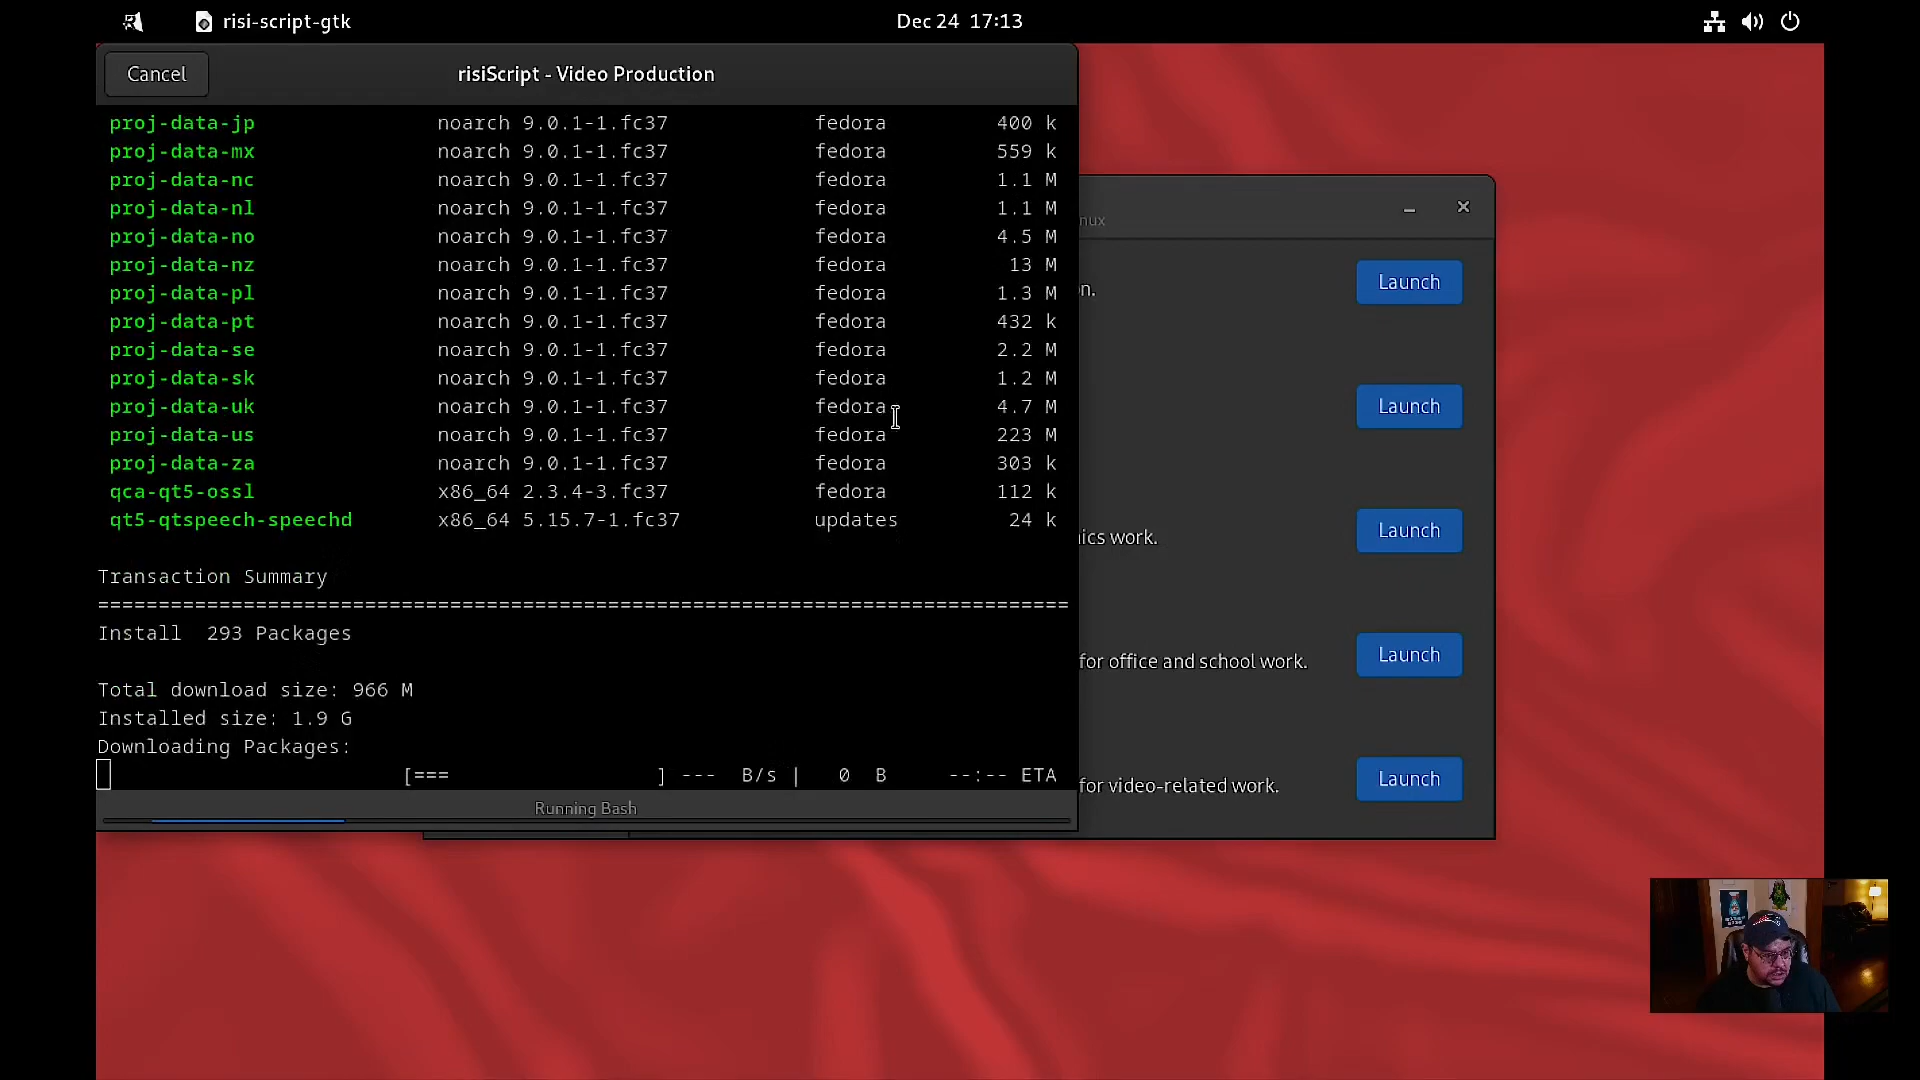 risi-script-gtk
Dec 24 17:13
Cancel
risiScript - Video Production
proj-data-jp noarch 9.0.1-1.fc37 fedora 400 k
proj-data-mx noarch 9.0.1-1.fc37 fedora 559 k
proj-data-nc noarch 9.0.1-1.fc37 fedora 1.1 M
proj-data-nl noarch 9.0.1-1.fc37 fedora 1.1 M
proj-data-no noarch 9.0.1-1.fc37 fedora 4.5 M
proj-data-nz noarch 9.0.1-1.fc37 fedora 13 M
proj-data-pl noarch 9.0.1-1.fc37 fedora 1.3 M
proj-data-pt noarch 9.0.1-1.fc37 fedora 432 k
proj-data-se noarch 9.0.1-1.fc37 fedora 2.2 M
proj-data-sk noarch 9.0.1-1.fc37 fedora 1.2 M
proj-data-uk noarch 9.0.1-1.fc37 fedora 4.7 M
proj-data-us noarch 9.0.1-1.fc37 fedora 223 M
proj-data-za noarch 9.0.1-1.fc37 fedora 303 k
qca-qt5-ossl x86_64 2.3.4-3.fc37 fedora 112 k
qt5-qtspeech-speechd x86_64 5.15.7-1.fc37 updates 24 k
Transaction Summary
================================================================================
Install 293 Packages
Total download size: 966 M
Installed size: 1.9 G
Downloading Packages:
[=== ] --- B/s | 0 B --:-- ETA
Running Bash
nux
n. Launch
Launch
ics work. Launch
for office and school work. Launch
for video-related work. Launch